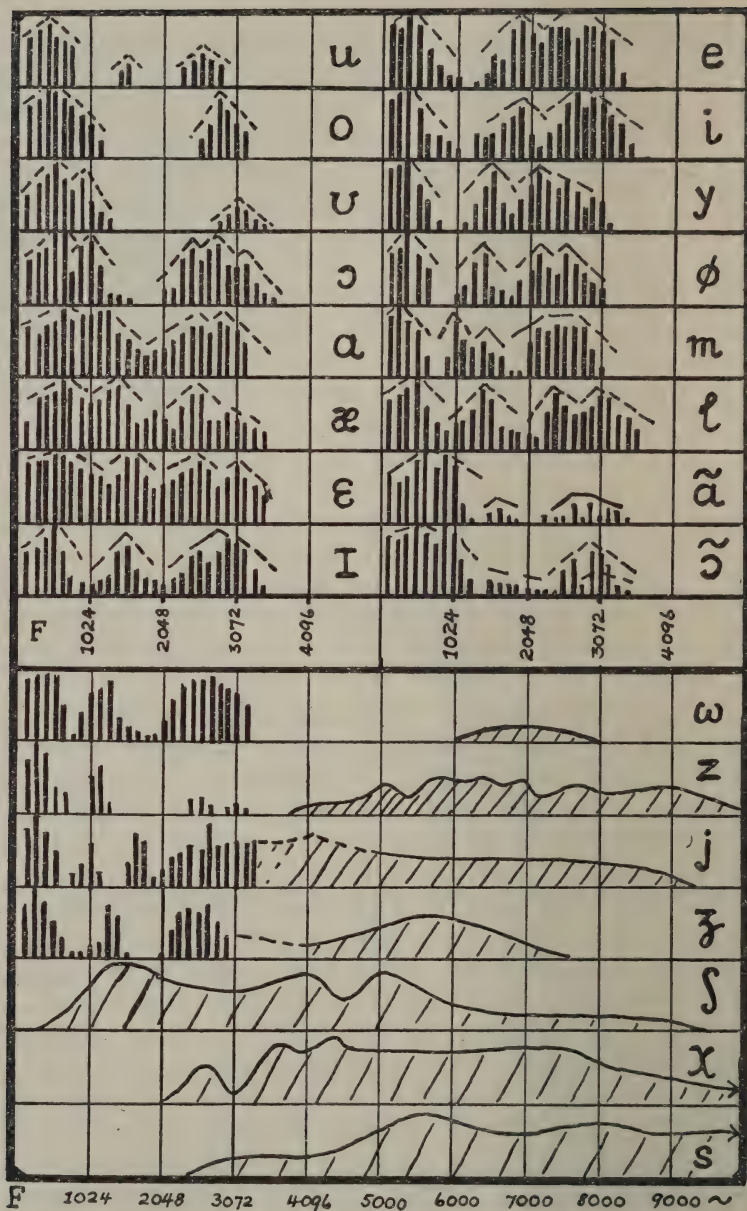 u e
o i
ʊ y
ɔ ø
a m
æ l
ɛ ã
I ɔ̃
F 1024 2048 3072 4096 1024 2048 3072 4096
ω
z
j
ʒ
ʃ
χ
s
F 1024 2048 3072 4096 5000 6000 7000 8000 9000 ~